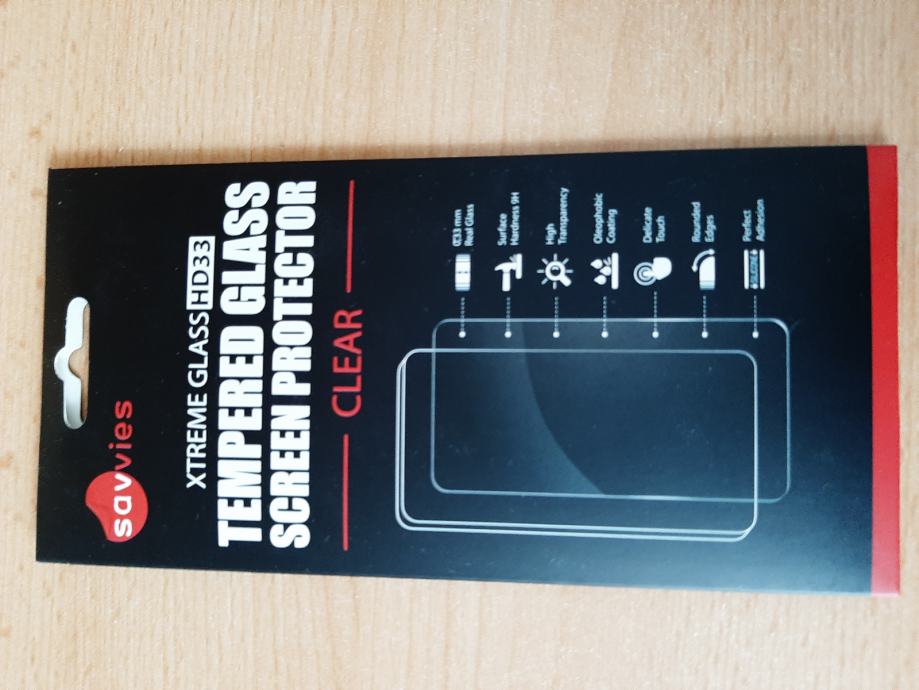 savvies
XTREME GLASS HD33
TEMPERED GLASS
SCREEN PROTECTOR
CLEAR
0.33 mm
Real Glass
Surface
Hardness 9H
High
Transparency
Oleophobic
Coating
Delicate
Touch
Rounded
Edges
SILICONE
Perfect
Adhesion